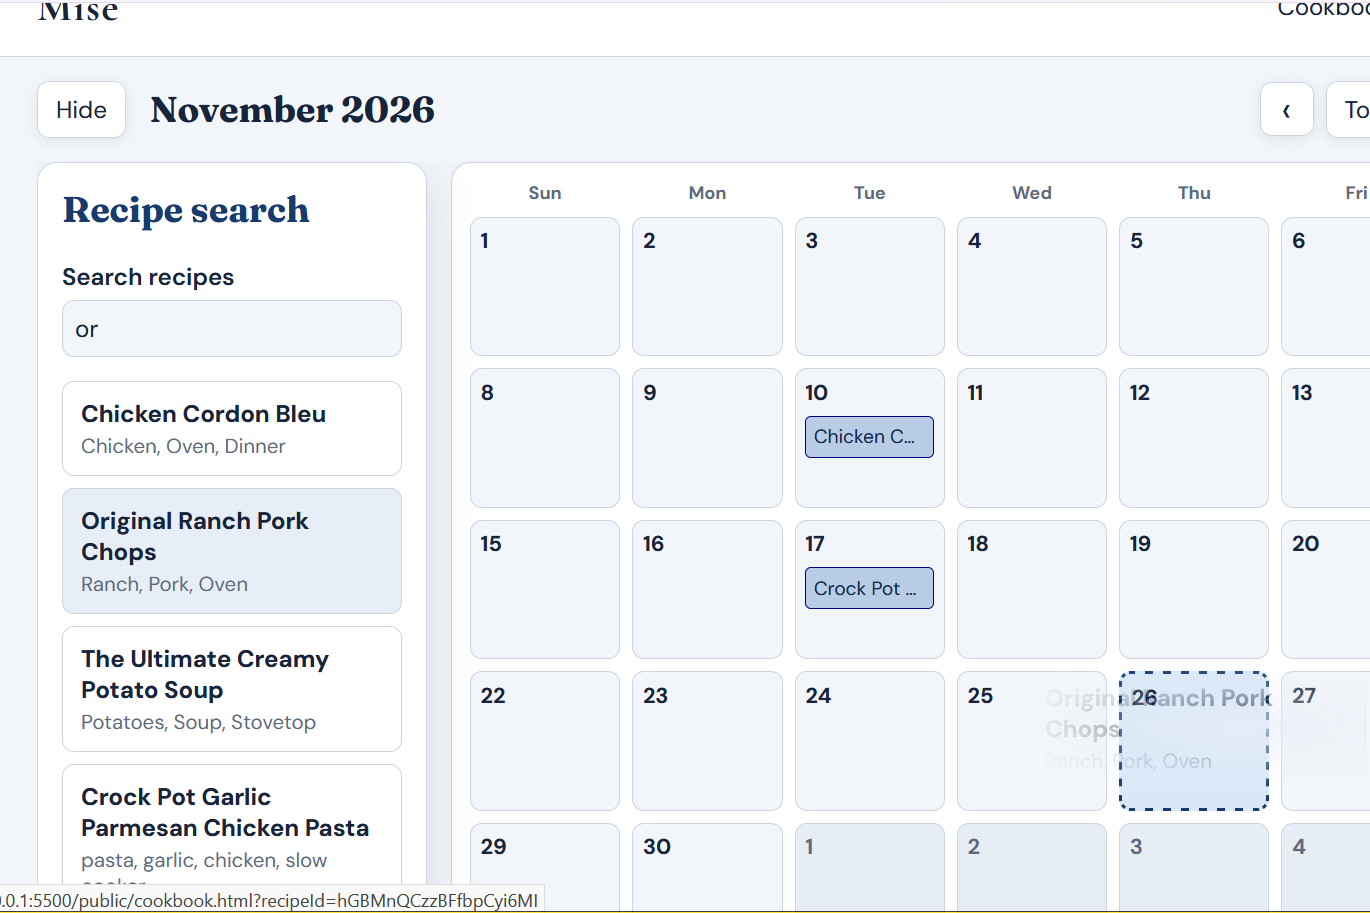 Mise
Hide
November 2026
‹
Recipe search
Search recipes
or
Chicken Cordon Bleu
Chicken, Oven, Dinner
Original Ranch Pork
Chops
Ranch, Pork, Oven
The Ultimate Creamy
Potato Soup
Potatoes, Soup, Stovetop
Crock Pot Garlic
Parmesan Chicken Pasta
pasta, garlic, chicken, slow
Sun Mon Tue Wed Thu Fri
1 2 3 4 5 6
8 9 10 11 12 13
Chicken C...
15 16 17 18 19 20
Crock Pot ...
22 23 24 25 26 27
Original Ranch Pork
Chops
Ranch, Pork, Oven
29 30 1 2 3 4
0.0.1:5500/public/cookbook.html?recipeId=hGBMnQCzzBFfbpCyi6MI